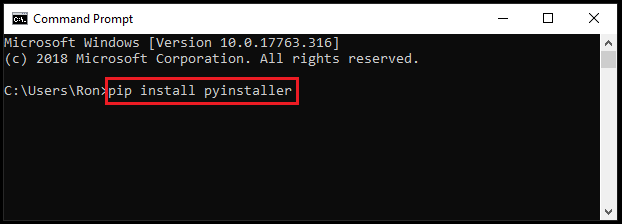 Command Prompt
Microsoft Windows [Version 10.0.17763.316]
(c) 2018 Microsoft Corporation. All rights reserved.
C:\Users\Ron>pip install pyinstaller